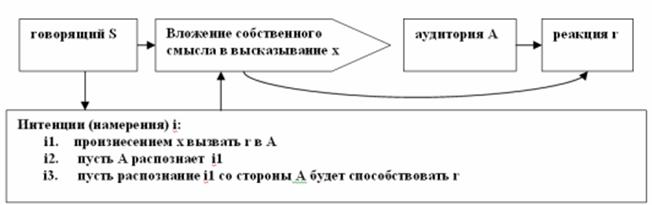 говорящий S
Вложение собственного
смысла в высказывание x
аудитория A
реакция r
Интенции (намерения) i:
i1. произнесением x вызвать r в A
i2. пусть A распознает i1
i3. пусть распознание i1 со стороны A будет способствовать r